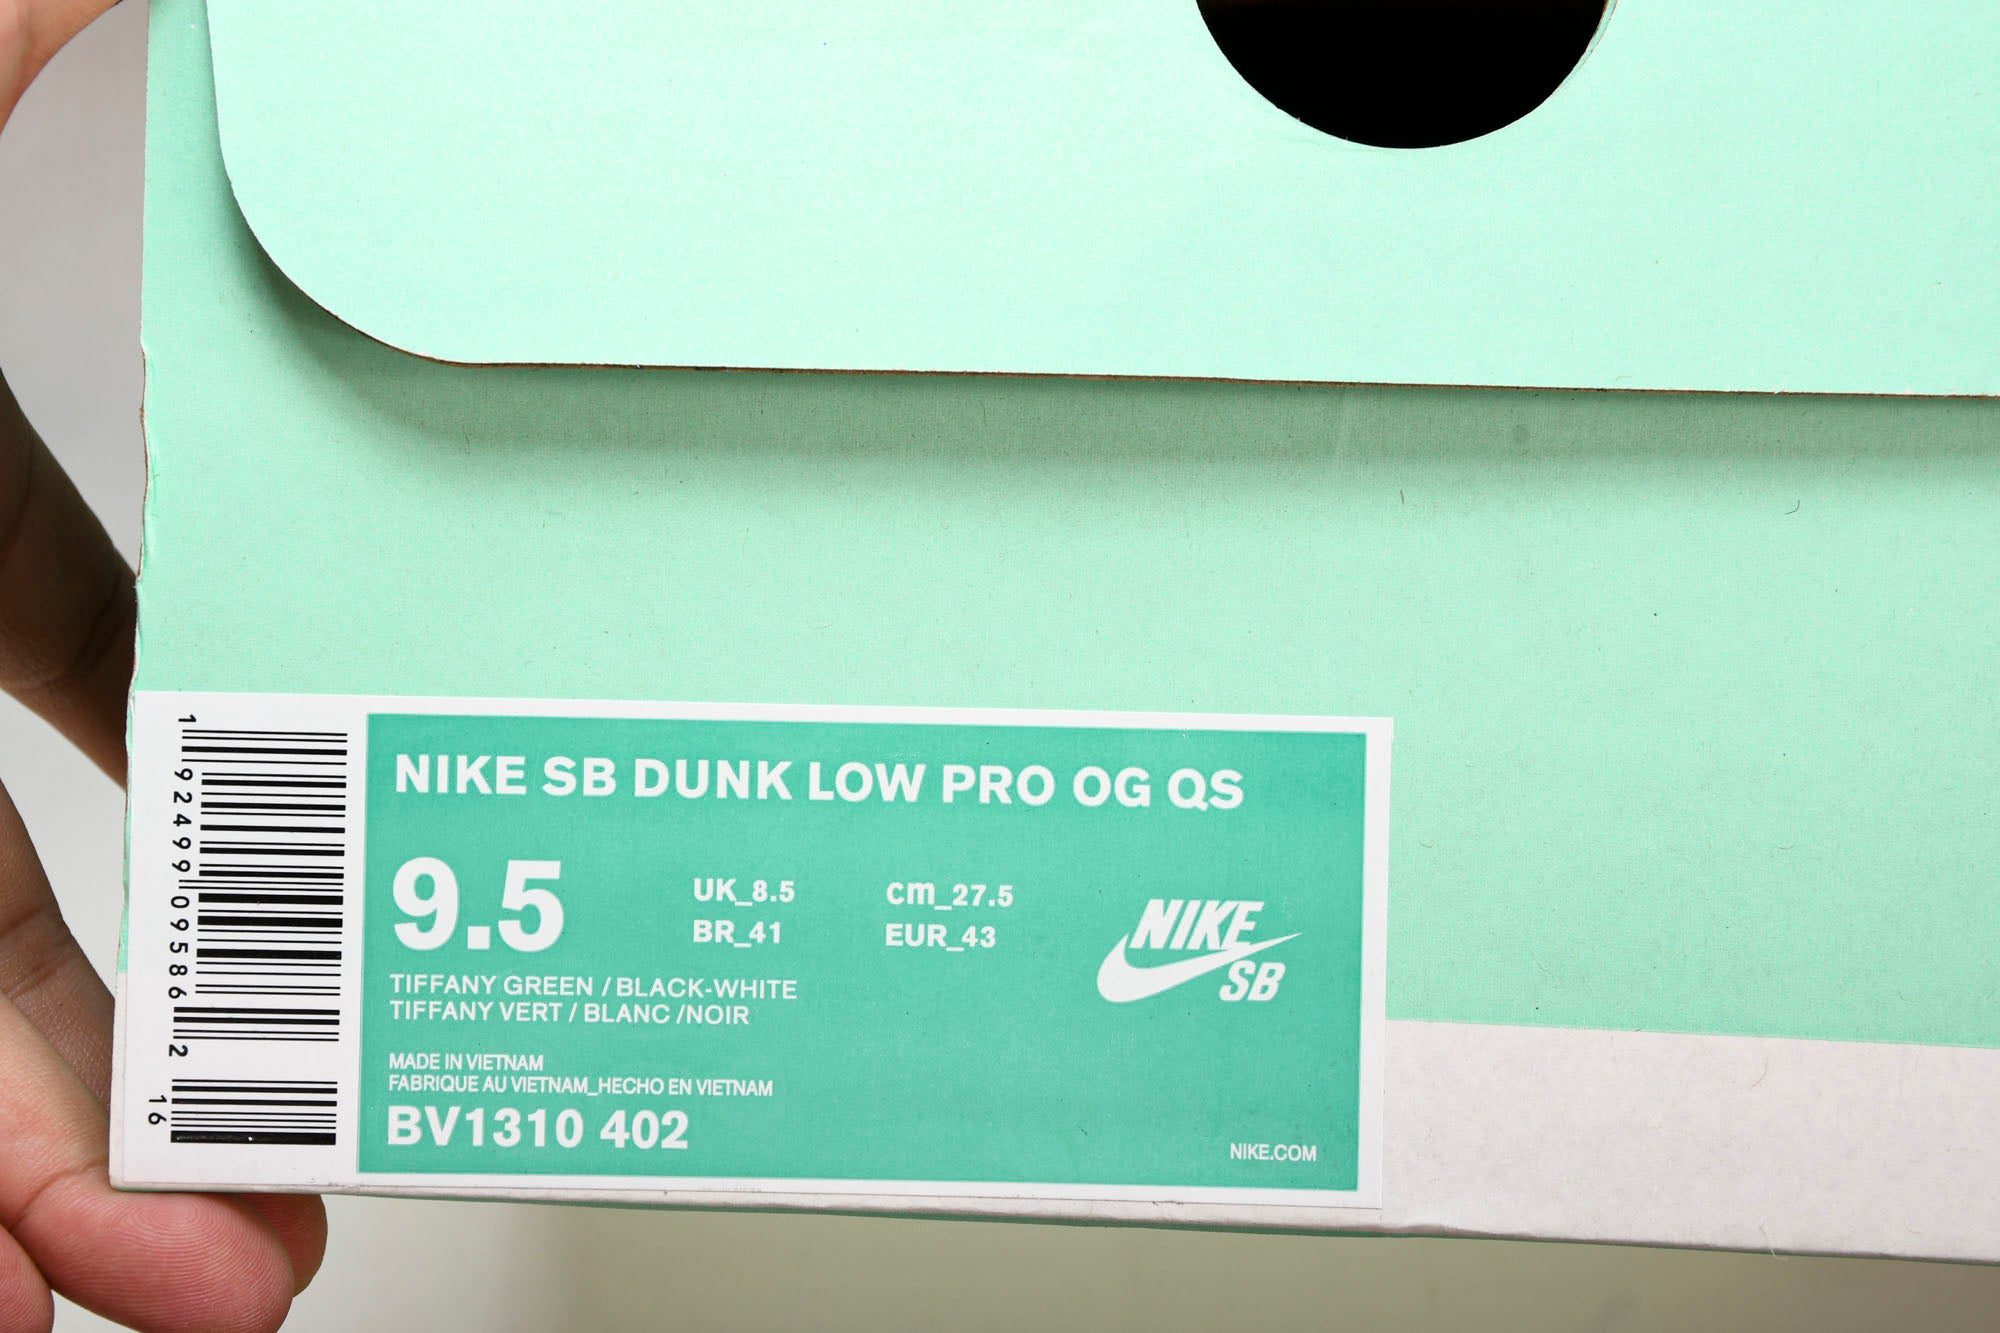 1 92499 09586 2
16
NIKE SB DUNK LOW PRO OG QS
9.5
UK_8.5 cm_27.5
BR_41 EUR_43
NIKE
SB
TIFFANY GREEN / BLACK-WHITE
TIFFANY VERT / BLANC /NOIR
MADE IN VIETNAM
FABRIQUE AU VIETNAM_HECHO EN VIETNAM
BV1310 402
NIKE.COM